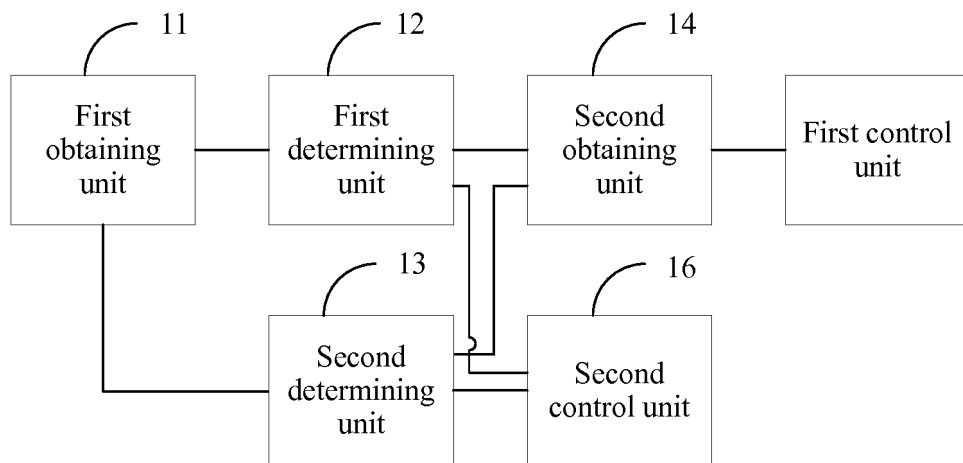 11
12
14
First
obtaining
unit
First
determining
unit
Second
obtaining
unit
First control
unit
13
16
Second
determining
unit
Second
control unit